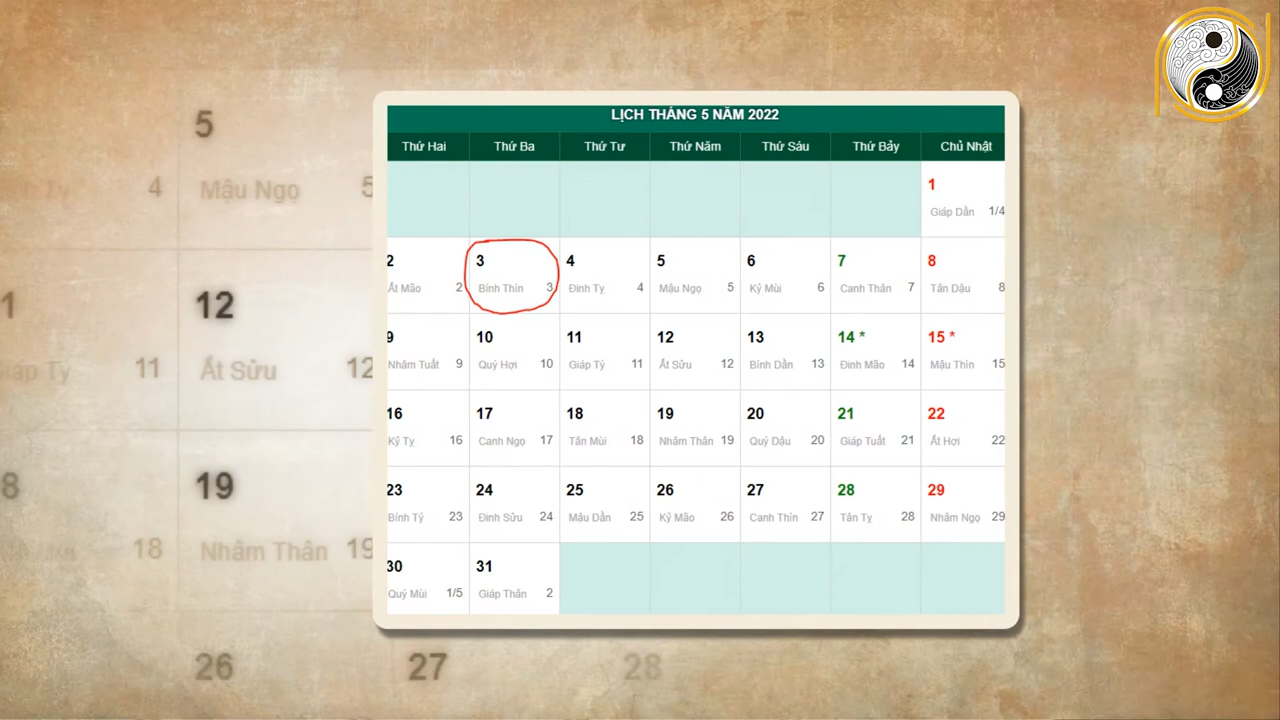 LỊCH THÁNG 5 NĂM 2022
Thứ Hai Thứ Ba Thứ Tư Thứ Năm Thứ Sáu Thứ Bảy Chủ Nhật
1
Giáp Dần 1/4
2 3 4 5 6 7 8
Ất Mão 2 Bính Thìn 3 Đinh Tỵ 4 Mậu Ngọ 5 Kỷ Mùi 6 Canh Thân 7 Tân Dậu 8
9 10 11 12 13 14 * 15 *
Nhâm Tuất 9 Quý Hợi 10 Giáp Tý 11 Ất Sửu 12 Bính Dần 13 Đinh Mão 14 Mậu Thìn 15
16 17 18 19 20 21 22
Kỷ Tỵ 16 Canh Ngọ 17 Tân Mùi 18 Nhâm Thân 19 Quý Dậu 20 Giáp Tuất 21 Ất Hợi 22
23 24 25 26 27 28 29
Bính Tý 23 Đinh Sửu 24 Mậu Dần 25 Kỷ Mão 26 Canh Thìn 27 Tân Tỵ 28 Nhâm Ngọ 29
30 31
Quý Mùi 1/5 Giáp Thân 2
5
4 Mậu Ngọ 5
1 12
11 Ất Sửu 12
8 19
18 Nhâm Thân 19
26 27 28